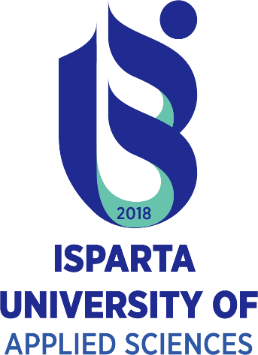 2018
ISPARTA
UNIVERSITY OF
APPLIED SCIENCES